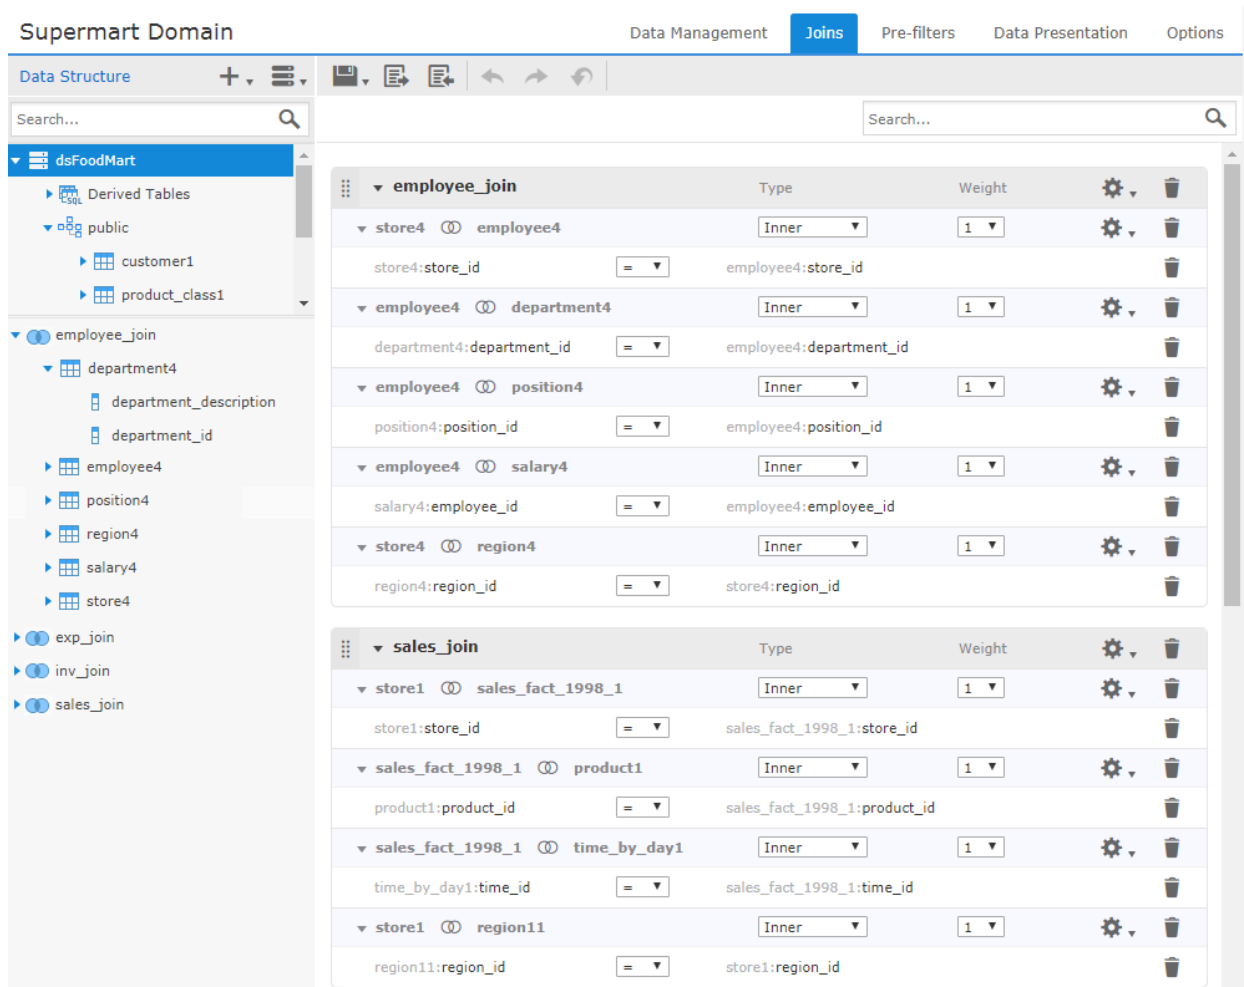 Supermart Domain
Data Management Joins Pre-filters Data Presentation Options
Data Structure
Search...
Search...
dsFoodMart
SQL Derived Tables
public
customer1
product_class1
employee_join
department4
department_description
department_id
employee4
position4
region4
salary4
store4
exp_join
inv_join
sales_join
employee_join Type Weight
store4 employee4 Inner 1
store4:store_id = employee4:store_id
employee4 department4 Inner 1
department4:department_id = employee4:department_id
employee4 position4 Inner 1
position4:position_id = employee4:position_id
employee4 salary4 Inner 1
salary4:employee_id = employee4:employee_id
store4 region4 Inner 1
region4:region_id = store4:region_id
sales_join Type Weight
store1 sales_fact_1998_1 Inner 1
store1:store_id = sales_fact_1998_1:store_id
sales_fact_1998_1 product1 Inner 1
product1:product_id = sales_fact_1998_1:product_id
sales_fact_1998_1 time_by_day1 Inner 1
time_by_day1:time_id = sales_fact_1998_1:time_id
store1 region11 Inner 1
region11:region_id = store1:region_id